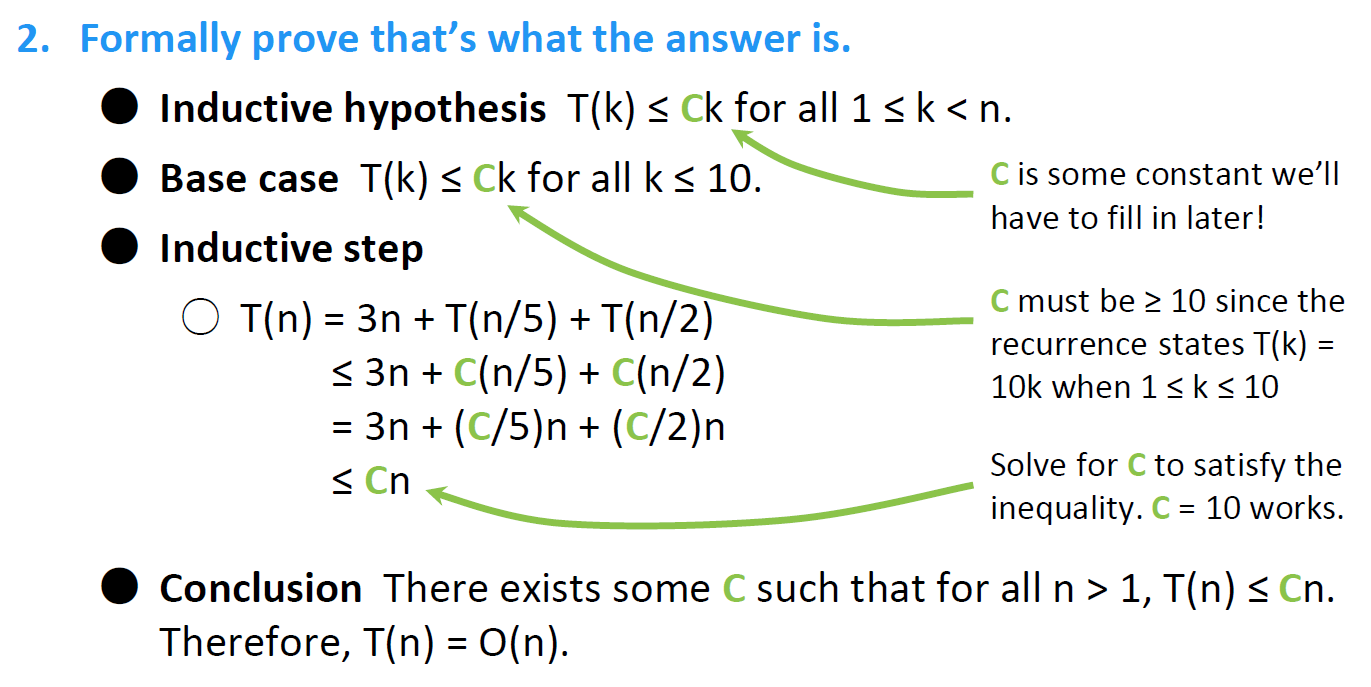 2. Formally prove that's what the answer is.
● Inductive hypothesis T(k) ≤ Ck for all 1 ≤ k < n.
● Base case T(k) ≤ Ck for all k ≤ 10.
C is some constant we'll
have to fill in later!
● Inductive step
○ T(n) = 3n + T(n/5) + T(n/2)
≤ 3n + C(n/5) + C(n/2)
= 3n + (C/5)n + (C/2)n
≤ Cn
C must be ≥ 10 since the
recurrence states T(k) =
10k when 1 ≤ k ≤ 10
Solve for C to satisfy the
inequality. C = 10 works.
● Conclusion There exists some C such that for all n > 1, T(n) ≤ Cn.
Therefore, T(n) = O(n).